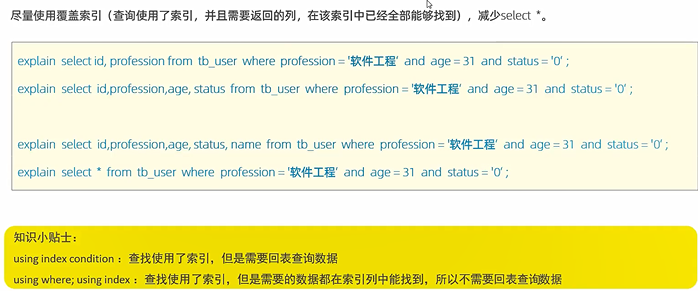 尽量使用覆盖索引（查询使用了索引，并且需要返回的列，在该索引中已经全部能够找到），减少select *。
explain select id, profession from tb_user where profession = '软件工程' and age = 31 and status = '0' ;
explain select id,profession,age, status from tb_user where profession = '软件工程' and age = 31 and status = '0' ;
explain select id,profession,age, status, name from tb_user where profession = '软件工程' and age = 31 and status = '0' ;
explain select * from tb_user where profession = '软件工程' and age = 31 and status = '0' ;
知识小贴士：
using index condition ：查找使用了索引，但是需要回表查询数据
using where; using index ：查找使用了索引，但是需要的数据都在索引列中能找到，所以不需要回表查询数据